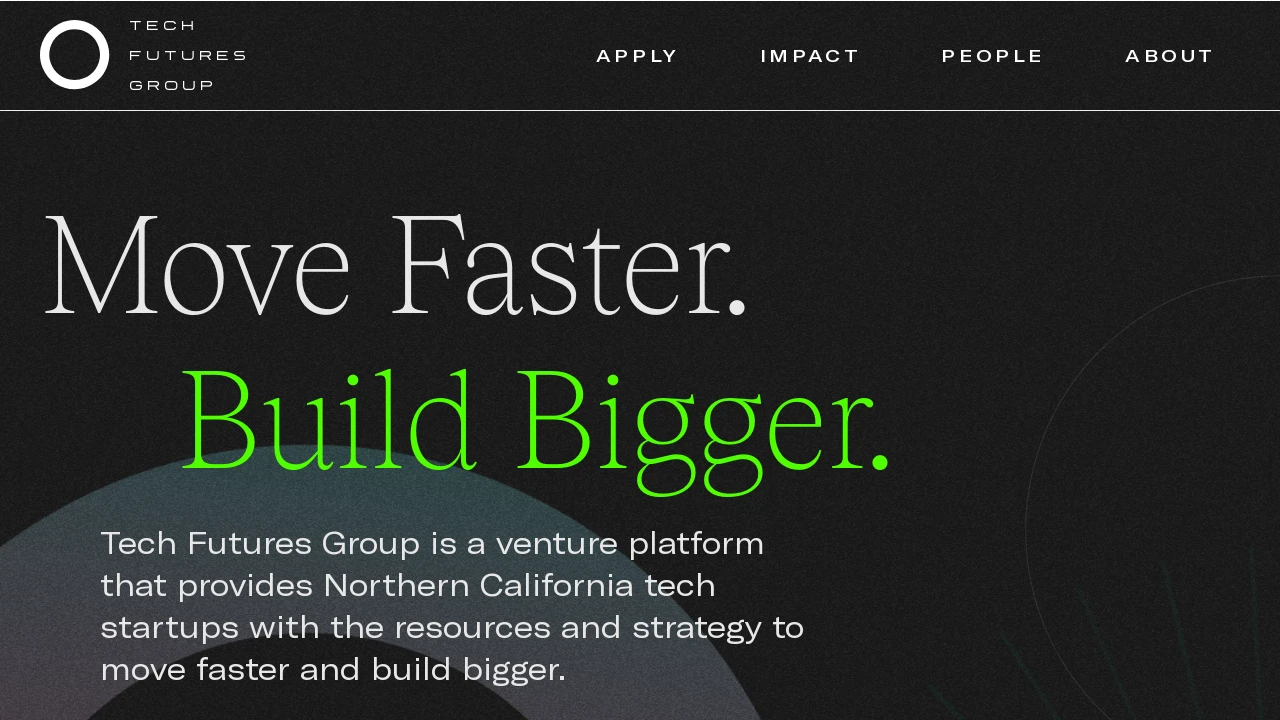 TECH
FUTURES
GROUP
APPLY IMPACT PEOPLE ABOUT
Move Faster.
Build Bigger.
Tech Futures Group is a venture platform
that provides Northern California tech
startups with the resources and strategy to
move faster and build bigger.